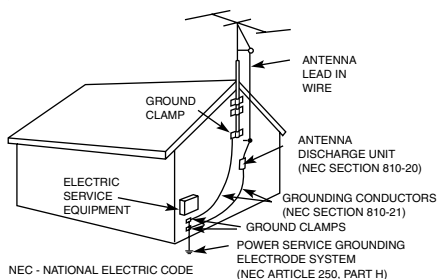 ANTENNA
LEAD IN
WIRE
GROUND
CLAMP
ANTENNA
DISCHARGE UNIT
(NEC SECTION 810-20)
ELECTRIC
SERVICE
EQUIPMENT
GROUNDING CONDUCTORS
(NEC SECTION 810-21)
GROUND CLAMPS
POWER SERVICE GROUNDING
ELECTRODE SYSTEM
(NEC ARTICLE 250, PART H)
NEC - NATIONAL ELECTRIC CODE